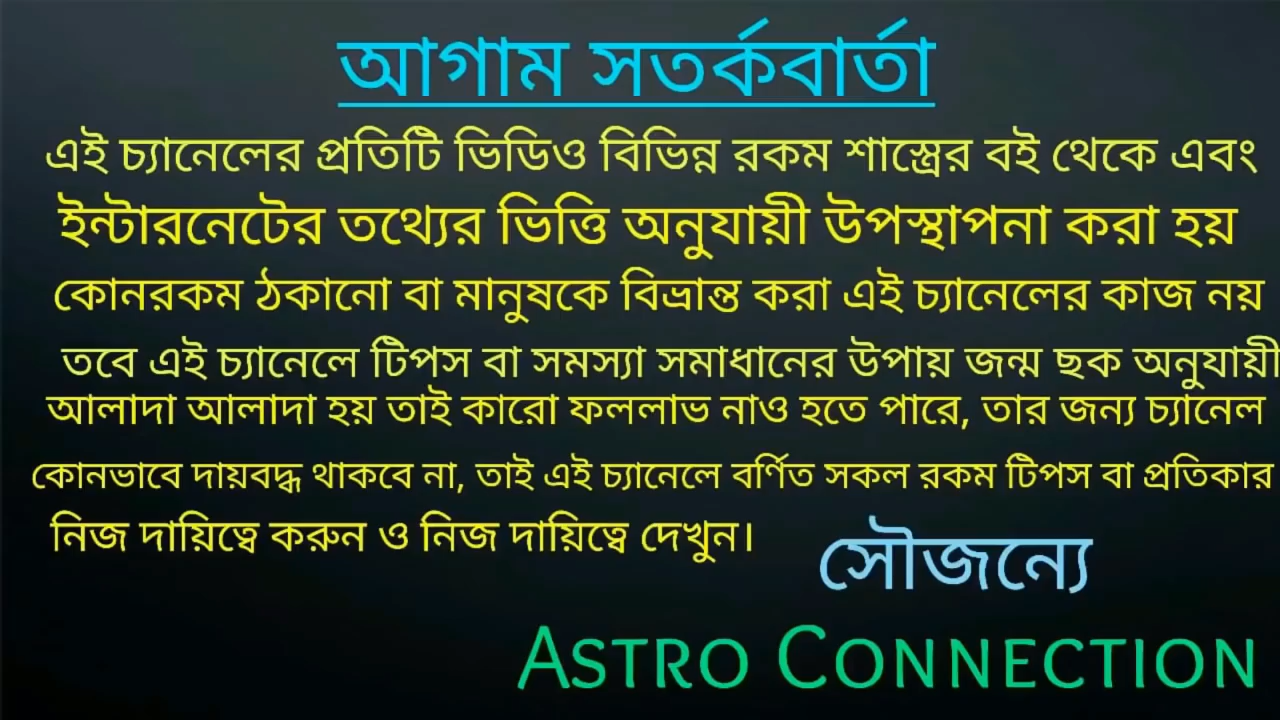 আগাম সতর্কবার্তা
এই চ্যানেলের প্রতিটি ভিডিও বিভিন্ন রকম শাস্ত্রের বই থেকে এবং
ইন্টারনেটের তথ্যের ভিত্তি অনুযায়ী উপস্থাপনা করা হয়
কোনরকম ঠকানো বা মানুষকে বিভ্রান্ত করা এই চ্যানেলের কাজ নয়
তবে এই চ্যানেলে টিপস বা সমস্যা সমাধানের উপায় জন্ম ছক অনুযায়ী
আলাদা আলাদা হয় তাই কারো ফললাভ নাও হতে পারে, তার জন্য চ্যানেল
কোনভাবে দায়বদ্ধ থাকবে না, তাই এই চ্যানেলে বর্ণিত সকল রকম টিপস বা প্রতিকার
নিজ দায়িত্বে করুন ও নিজ দায়িত্বে দেখুন।
সৌজন্যে
ASTRO CONNECTION